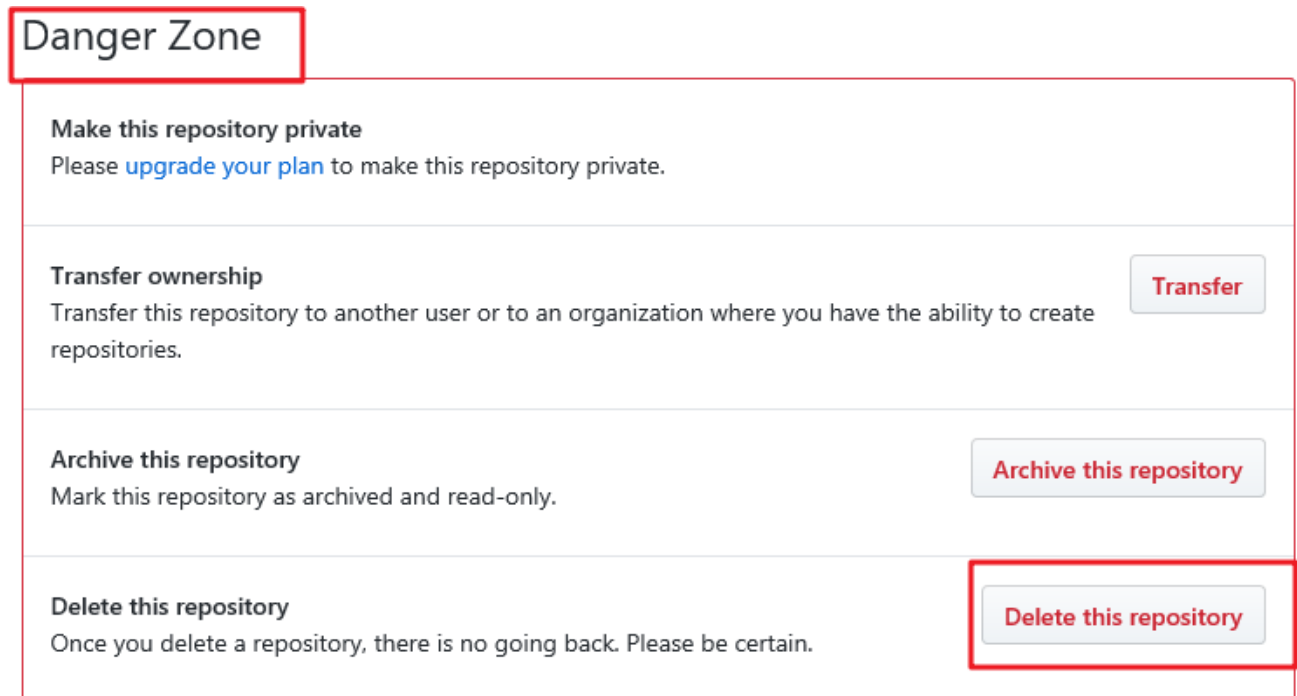 Danger Zone
Make this repository private
Please upgrade your plan to make this repository private.
Transfer ownership
Transfer this repository to another user or to an organization where you have the ability to create
repositories.
Transfer
Archive this repository
Mark this repository as archived and read-only.
Archive this repository
Delete this repository
Once you delete a repository, there is no going back. Please be certain.
Delete this repository